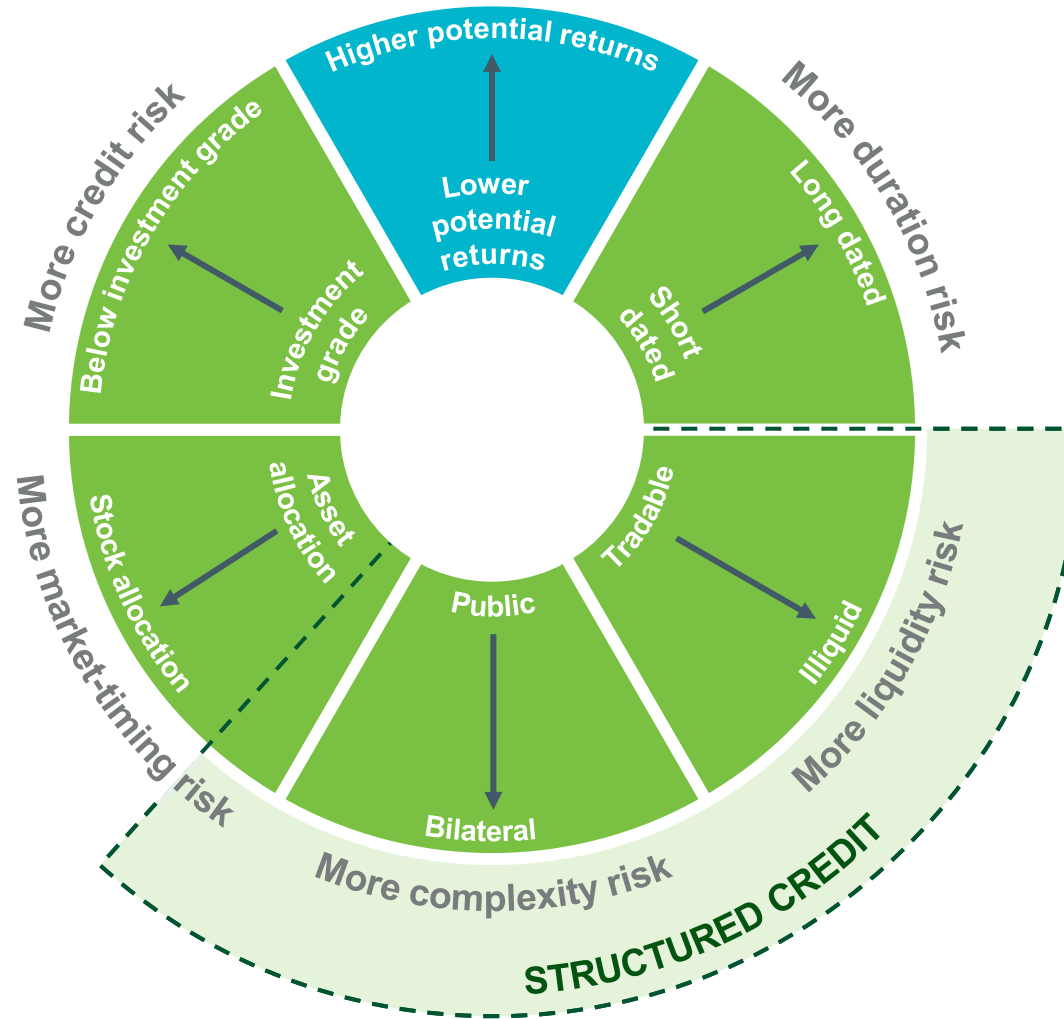 Higher potential returns
Lower
potential
returns
More duration risk
Long dated
Short
dated
Tradable
Illiquid
More liquidity risk
Public
Bilateral
More complexity risk
STRUCTURED CREDIT
Asset
allocation
Stock allocation
More market-timing risk
Investment
grade
Below investment grade
More credit risk